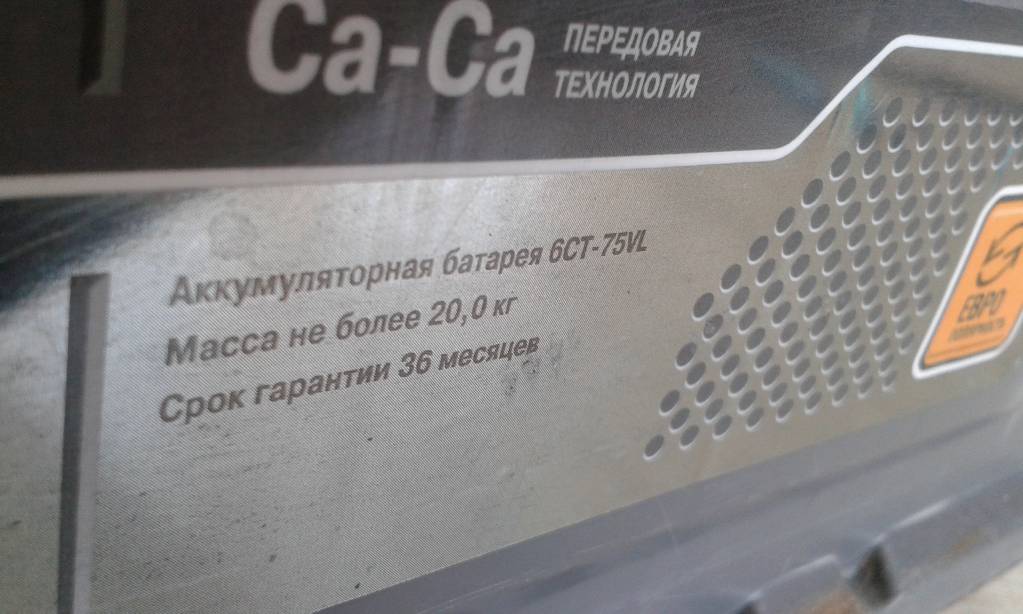 Ca-Ca
ПЕРЕДОВАЯ
ТЕХНОЛОГИЯ
Аккумуляторная батарея 6СТ-75VL
Масса не более 20,0 кг
Срок гарантии 36 месяцев
ЕВРО
ПОЛЯРНОСТЬ